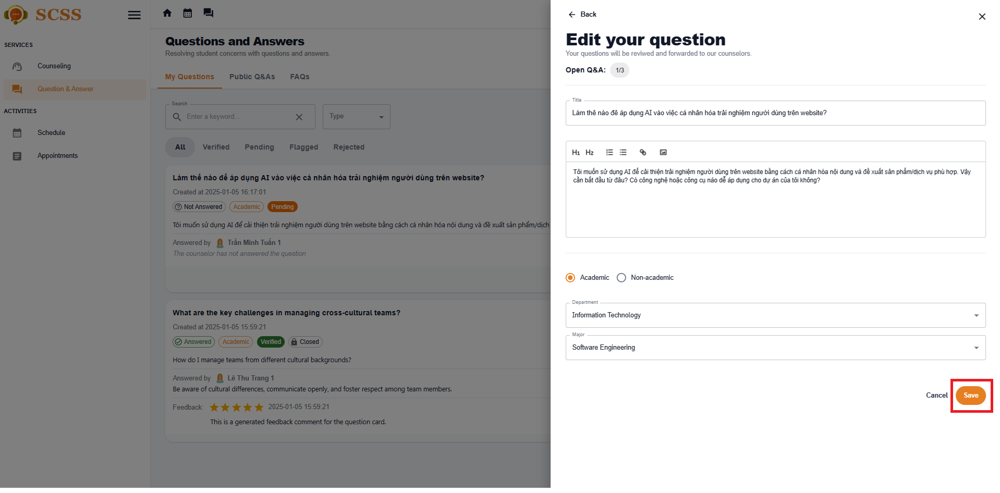 SCSS
SERVICES
Counseling
Question & Answer
ACTIVITIES
Schedule
Appointments
Questions and Answers
Resolving student concerns with questions and answers.
My Questions
Public Q&As
FAQs
Search
Enter a keyword...
Type
All
Verified
Pending
Flagged
Rejected
Làm thế nào để áp dụng AI vào việc cá nhân hóa trải nghiệm người dùng trên website?
Created at 2025-01-05 16:17:01
Not Answered
Academic
Pending
Tôi muốn sử dụng AI để cải thiện trải nghiệm người dùng trên website bằng cách cá nhân hóa nội dung và đề xuất sản phẩm/dịch
Answered by Trần Minh Tuấn 1
The counselor has not answered the question
What are the key challenges in managing cross-cultural teams?
Created at 2025-01-05 15:59:21
Answered
Academic
Verified
Closed
How do I manage teams from different cultural backgrounds?
Answered by Lê Thu Trang 1
Be aware of cultural differences, communicate openly, and foster respect among team members.
Feedback: 2025-01-05 15:59:21
This is a generated feedback comment for the question card.
Back
Edit your question
Your questions will be reviwed and forwarded to our counselors.
Open Q&A: 1/3
Title
Làm thế nào để áp dụng AI vào việc cá nhân hóa trải nghiệm người dùng trên website?
H1 H2
Tôi muốn sử dụng AI để cải thiện trải nghiệm người dùng trên website bằng cách cá nhân hóa nội dung và đề xuất sản phẩm/dịch vụ phù hợp. Vậy
cần bắt đầu từ đâu? Có công nghệ hoặc công cụ nào dễ áp dụng cho dự án của tôi không?
Academic
Non-academic
Department
Information Technology
Major
Software Engineering
Cancel
Save